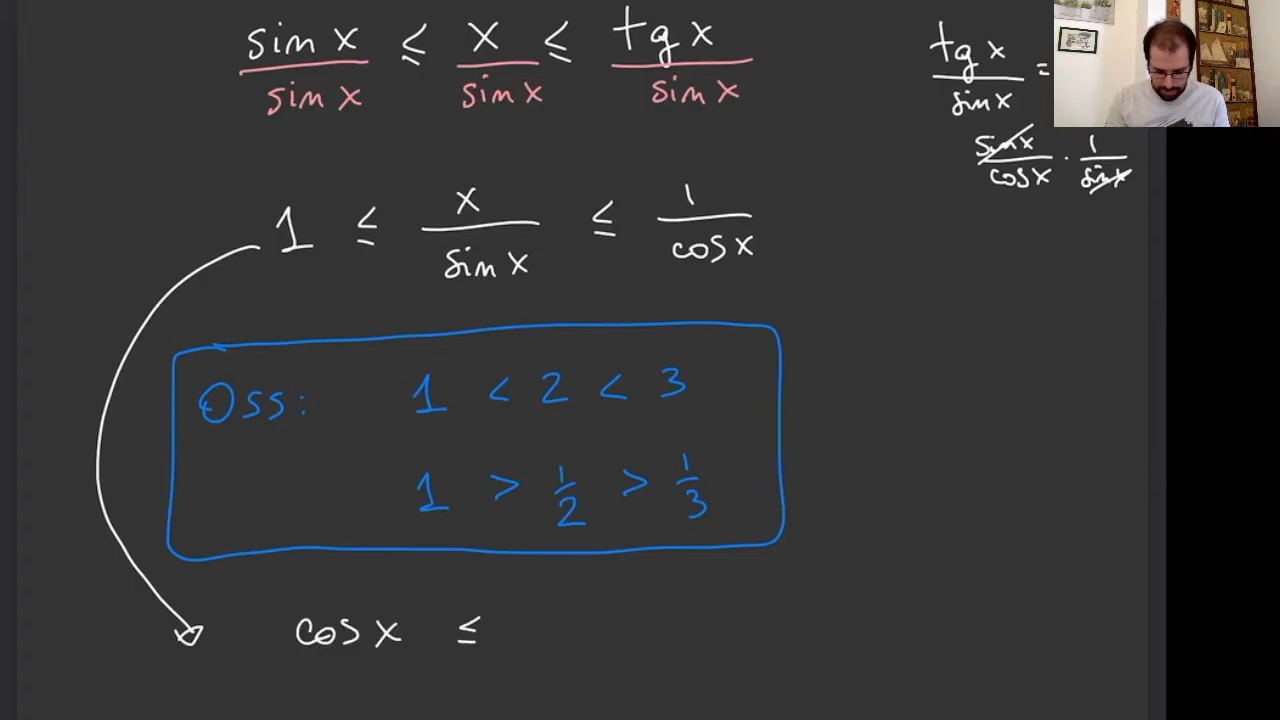 sin x / sin x ≤ x / sin x ≤ tg x / sin x
tg x / sin x =
sin x / cos x · 1 / sin x
1 ≤ x / sin x ≤ 1 / cos x
Oss: 1 < 2 < 3
1 > 1/2 > 1/3
cos x ≤